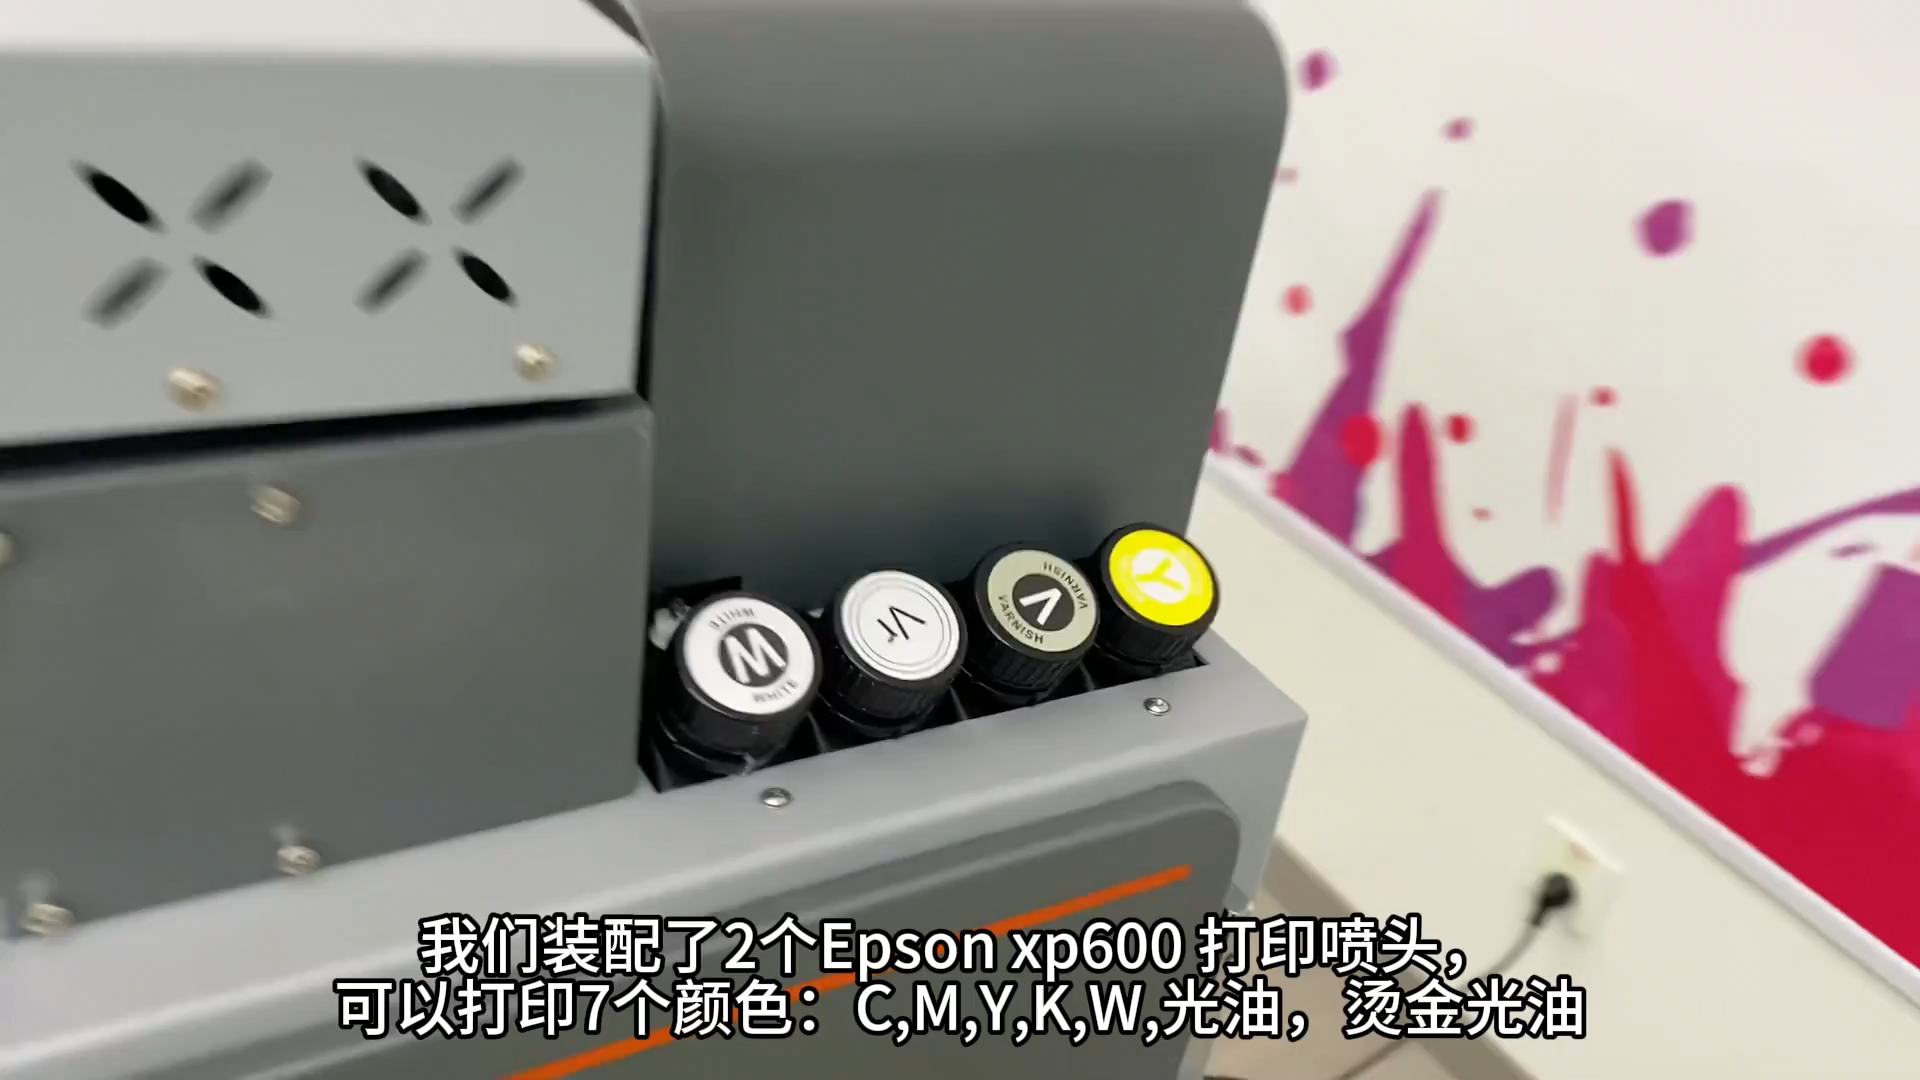 WHITE
W
WHITE
Vr
VARNISH
V
VARNISH
Y
我们装配了2个Epson xp600 打印喷头，
可以打印7个颜色：C,M,Y,K,W,光油，烫金光油